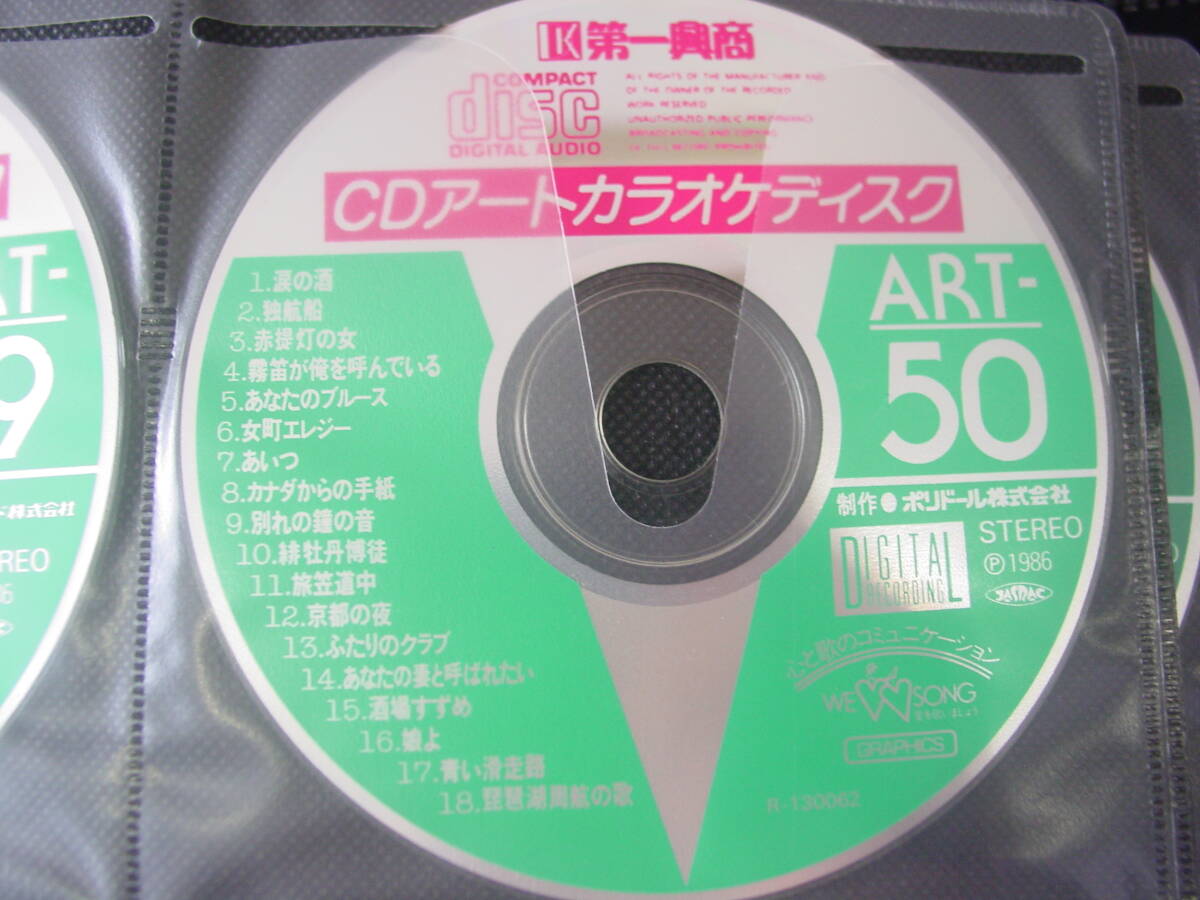 第一興商
COMPACT
disc
DIGITAL AUDIO
ALL RIGHTS OF THE MANUFACTURER AND
OF THE OWNER OF THE RECORDED
WORK RESERVED
UNAUTHORIZED PUBLIC PERFORMANCE
BROADCASTING AND COPYING
CDアートカラオケディスク
ART-
50
1.涙の酒
2.独航船
3.赤提灯の女
4.霧笛が俺を呼んでいる
5.あなたのブルース
6.女町エレジー
7.あいつ
8.カナダからの手紙
9.別れの鐘の音
10.緋牡丹博徒
11.旅笠道中
12.京都の夜
13.ふたりのクラブ
14.あなたの妻と呼ばれたい
15.酒場すずめ
16.娘よ
17.青い滑走路
18.琵琶湖周航の歌
制作●ポリドール株式会社
DIGITAL
RECORDING
STEREO
Ⓟ1986
JASRAC
心と歌のコミュニケーション
WE SONG
GRAPHICS
R-130062
9
株式会社